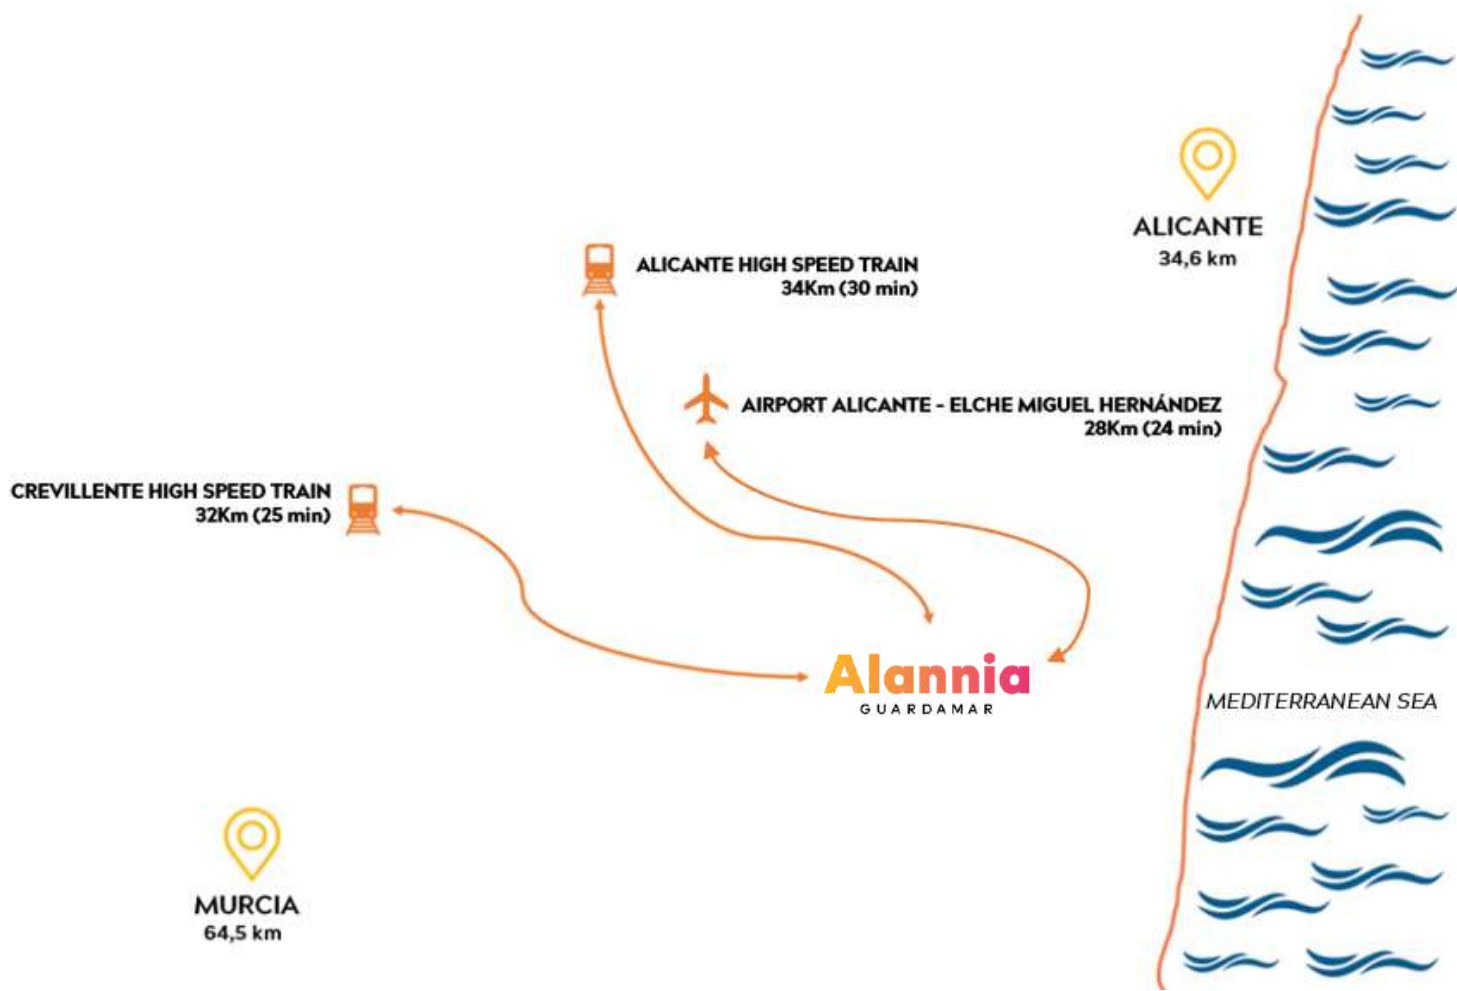 ALICANTE
34,6 km
ALICANTE HIGH SPEED TRAIN
34Km (30 min)
AIRPORT ALICANTE - ELCHE MIGUEL HERNÁNDEZ
28Km (24 min)
CREVILLENTE HIGH SPEED TRAIN
32Km (25 min)
Alannia
GUARDAMAR
MEDITERRANEAN SEA
MURCIA
64,5 km